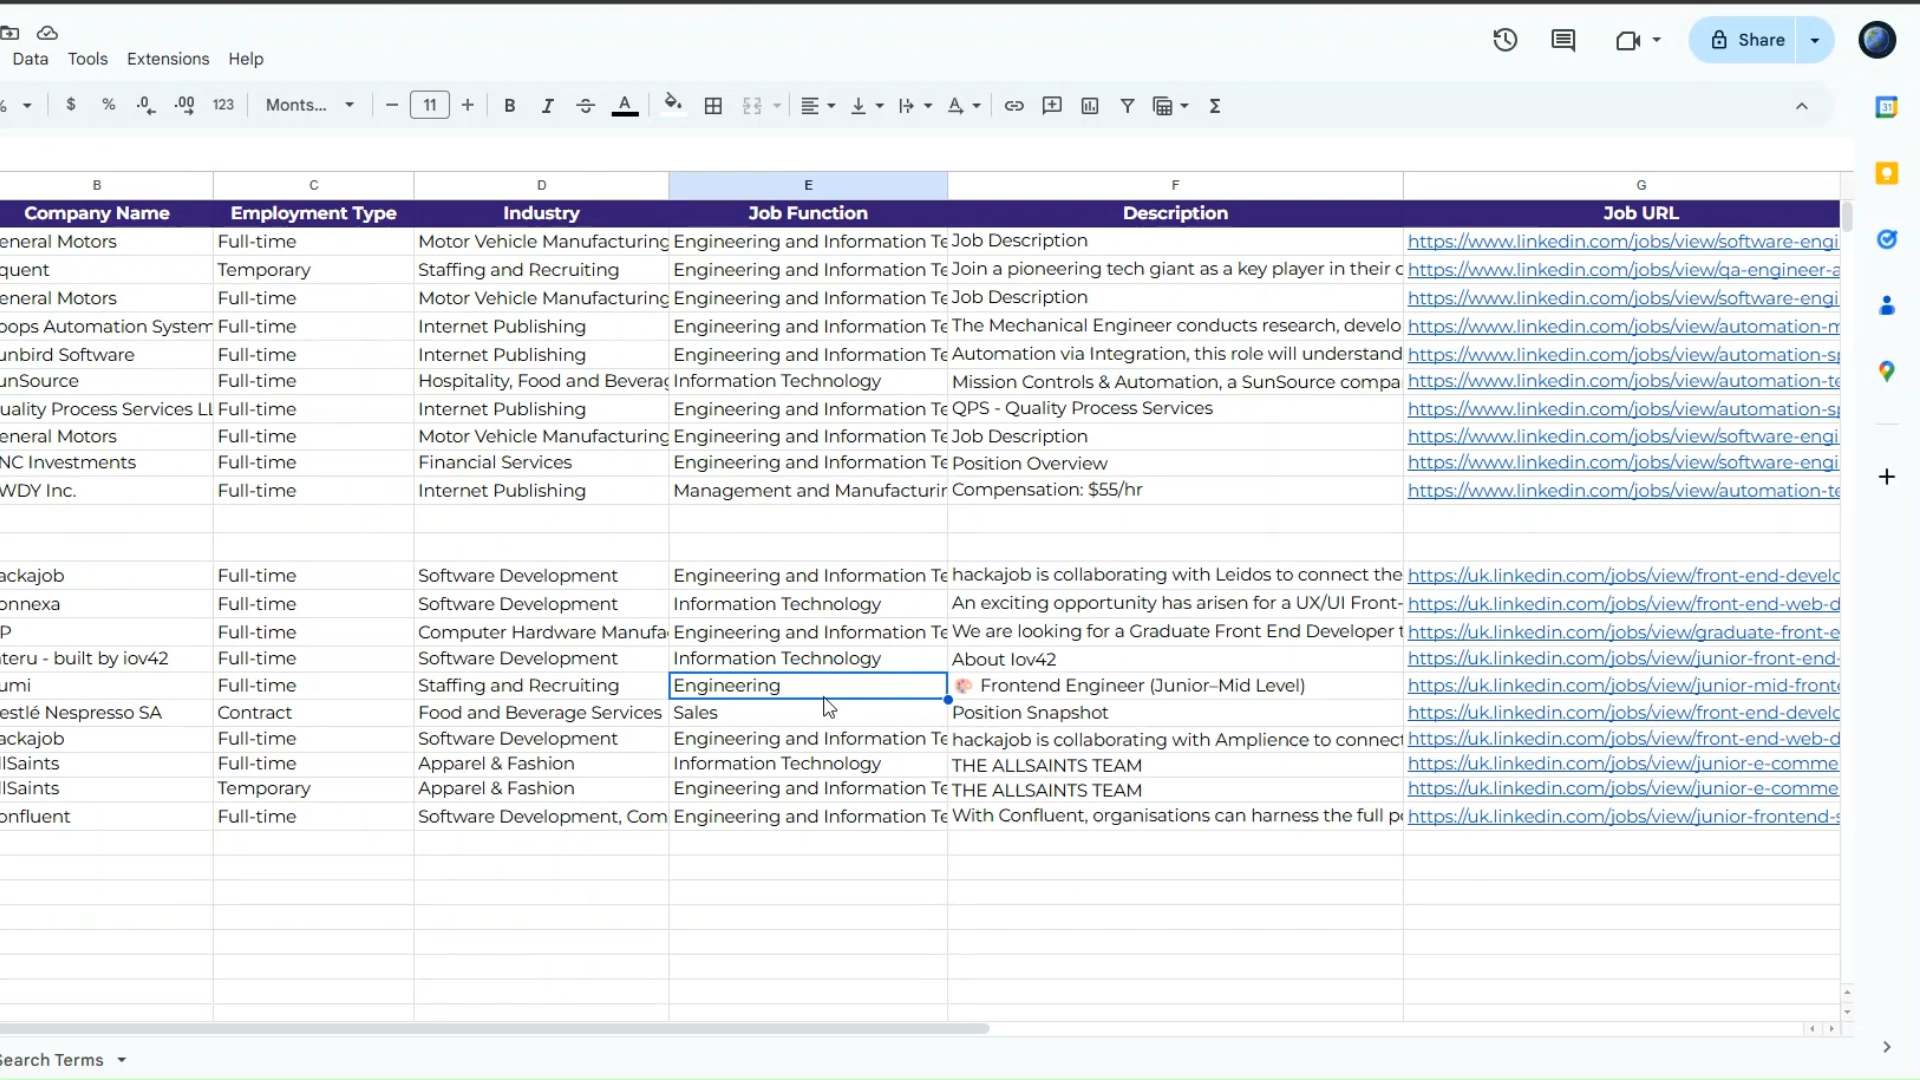 Data Tools Extensions Help
Share
$ % .0 .00 123 Monts... 11 B I A
B C D E F G
Company Name Employment Type Industry Job Function Description Job URL
eneral Motors Full-time Motor Vehicle Manufacturing Engineering and Information Te Job Description https://www.linkedin.com/jobs/view/software-engi
quent Temporary Staffing and Recruiting Engineering and Information Te Join a pioneering tech giant as a key player in their c https://www.linkedin.com/jobs/view/qa-engineer-a
eneral Motors Full-time Motor Vehicle Manufacturing Engineering and Information Te Job Description https://www.linkedin.com/jobs/view/software-engi
oops Automation System Full-time Internet Publishing Engineering and Information Te The Mechanical Engineer conducts research, develo https://www.linkedin.com/jobs/view/automation-m
unbird Software Full-time Internet Publishing Engineering and Information Te Automation via Integration, this role will understand https://www.linkedin.com/jobs/view/automation-sp
unSource Full-time Hospitality, Food and Beverag Information Technology Mission Controls & Automation, a SunSource compa https://www.linkedin.com/jobs/view/automation-te
uality Process Services LL Full-time Internet Publishing Engineering and Information Te QPS - Quality Process Services https://www.linkedin.com/jobs/view/automation-sp
eneral Motors Full-time Motor Vehicle Manufacturing Engineering and Information Te Job Description https://www.linkedin.com/jobs/view/software-engi
NC Investments Full-time Financial Services Engineering and Information Te Position Overview https://www.linkedin.com/jobs/view/software-engi
WDY Inc. Full-time Internet Publishing Management and Manufacturin Compensation: $55/hr https://www.linkedin.com/jobs/view/automation-te
ackajob Full-time Software Development Engineering and Information Te hackajob is collaborating with Leidos to connect the https://uk.linkedin.com/jobs/view/front-end-develo
onnexa Full-time Software Development Information Technology An exciting opportunity has arisen for a UX/UI Front- https://uk.linkedin.com/jobs/view/front-end-web-d
P Full-time Computer Hardware Manufa Engineering and Information Te We are looking for a Graduate Front End Developer t https://uk.linkedin.com/jobs/view/graduate-front-e
teru - built by iov42 Full-time Software Development Information Technology About Iov42 https://uk.linkedin.com/jobs/view/junior-front-end-
umi Full-time Staffing and Recruiting Engineering 🎨 Frontend Engineer (Junior–Mid Level) https://uk.linkedin.com/jobs/view/junior-mid-fronte
estlé Nespresso SA Contract Food and Beverage Services Sales Position Snapshot https://uk.linkedin.com/jobs/view/front-end-develo
ackajob Full-time Software Development Engineering and Information Te hackajob is collaborating with Amplience to connect https://uk.linkedin.com/jobs/view/front-end-web-d
llSaints Full-time Apparel & Fashion Information Technology THE ALLSAINTS TEAM https://uk.linkedin.com/jobs/view/junior-e-comme
llSaints Temporary Apparel & Fashion Engineering and Information Te THE ALLSAINTS TEAM https://uk.linkedin.com/jobs/view/junior-e-comme
onfluent Full-time Software Development, Com Engineering and Information Te With Confluent, organisations can harness the full po https://uk.linkedin.com/jobs/view/junior-frontend-s
Search Terms